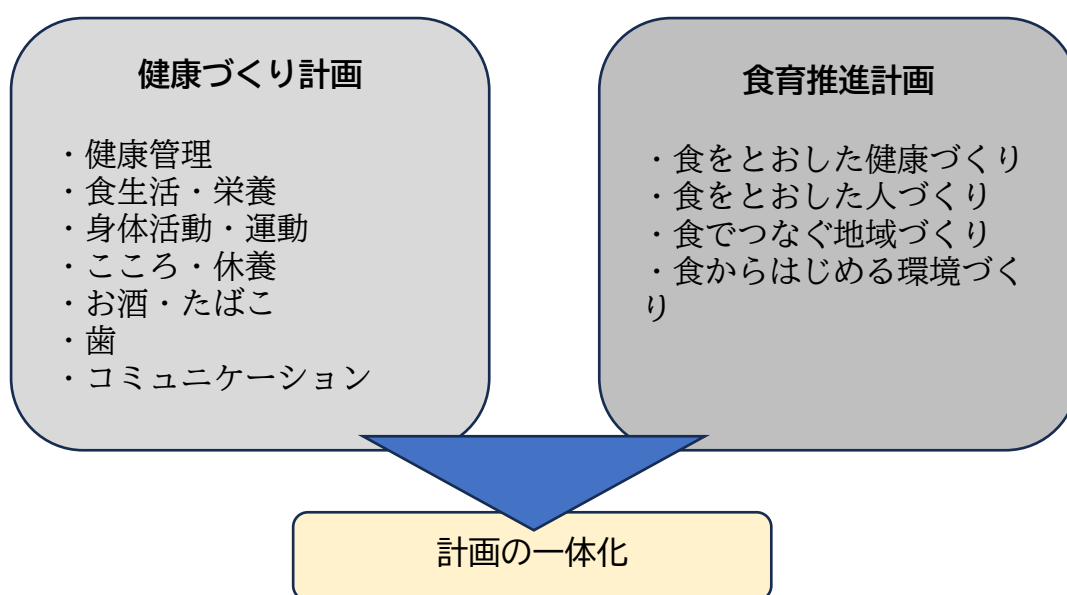 健康づくり計画
・健康管理
・食生活・栄養
・身体活動・運動
・こころ・休養
・お酒・たばこ
・歯
・コミュニケーション
食育推進計画
・食をとおした健康づくり
・食をとおした人づくり
・食でつなぐ地域づくり
・食からはじめる環境づく
り
計画の一体化